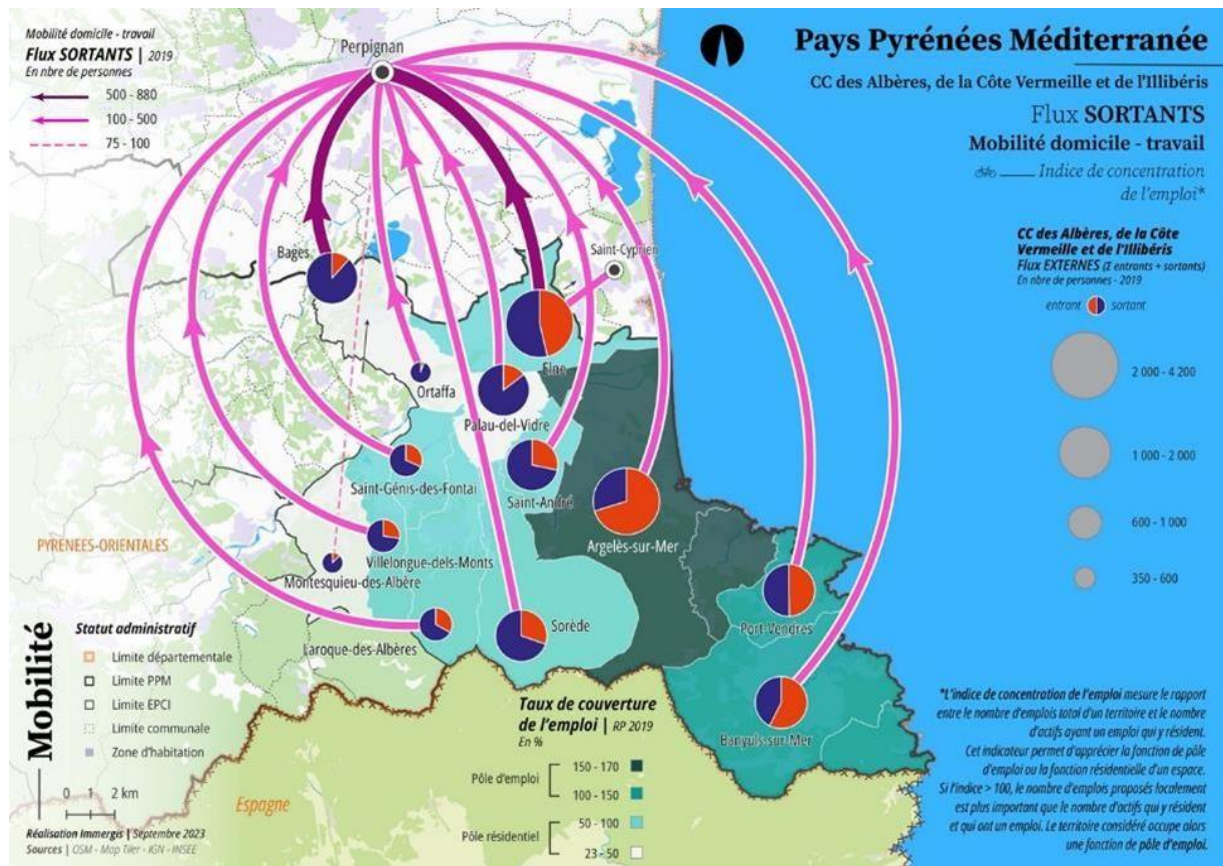 Mobilité domicile - travail
Flux SORTANTS | 2019
En nbre de personnes
500 - 880
100 - 500
75 - 100
Perpignan
Pays Pyrénées Méditerranée
CC des Albères, de la Côte Vermeille et de l'Illibéris
Flux SORTANTS
Mobilité domicile - travail
Indice de concentration
de l'emploi*
CC des Albères, de la Côte
Vermeille et de l'Illibéris
Flux EXTERNES (Σ entrants + sortants)
En nbre de personnes - 2019
entrant sortant
2 000 - 4 200
1 000 - 2 000
600 - 1 000
350 - 600
Bages
Saint-Cyprien
Elne
Ortaffa
Palau-del-Vidre
Saint-Génis-des-Fontai
Saint-André
Argelès-sur-Mer
PYRENEES-ORIENTALES
Villelongue-dels-Monts
Montesquieu-des-Albère
Port-Vendres
Laroque-des-Albères
Sorède
Banyuls-sur-Mer
Espagne
Mobilité
Statut administratif
Limite départementale
Limite PPM
Limite EPCI
Limite communale
Zone d'habitation
0 1 2 km
Réalisation Immergis | Septembre 2023
Sources | OSM - Map Tiler - IGN - INSEE
Taux de couverture
de l'emploi | RP 2019
En %
Pôle d'emploi
150 - 170
100 - 150
Pôle résidentiel
50 - 100
23 - 50
*L'indice de concentration de l'emploi mesure le rapport
entre le nombre d'emplois total d'un territoire et le nombre
d'actifs ayant un emploi qui y résident.
Cet indicateur permet d'apprécier la fonction de pôle
d'emploi ou la fonction résidentielle d'un espace.
Si l'indice > 100, le nombre d'emplois proposés localement
est plus important que le nombre d'actifs qui y résident
et qui ont un emploi. Le territoire considéré occupe alors
une fonction de pôle d'emploi.